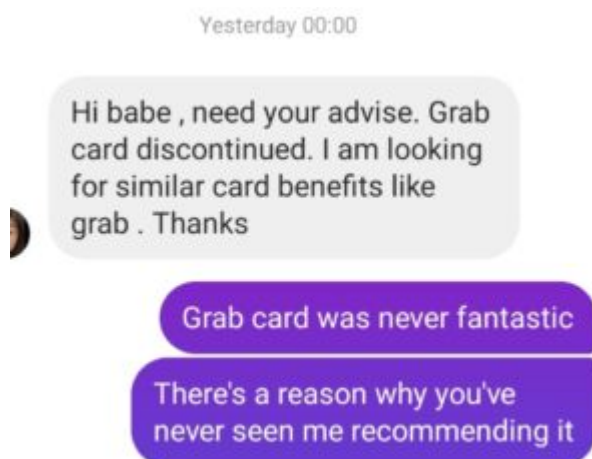 Yesterday 00:00
Hi babe , need your advise. Grab
card discontinued. I am looking
for similar card benefits like
grab . Thanks
Grab card was never fantastic
There's a reason why you've
never seen me recommending it